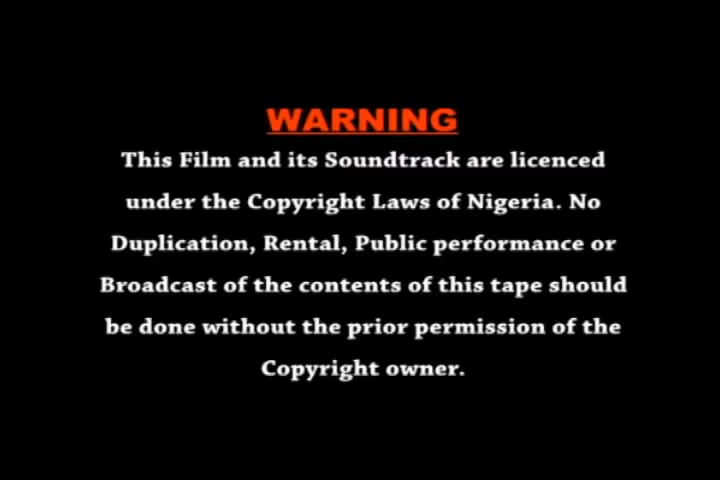 WARNING
This Film and its Soundtrack are licenced
under the Copyright Laws of Nigeria. No
Duplication, Rental, Public performance or
Broadcast of the contents of this tape should
be done without the prior permission of the
Copyright owner.